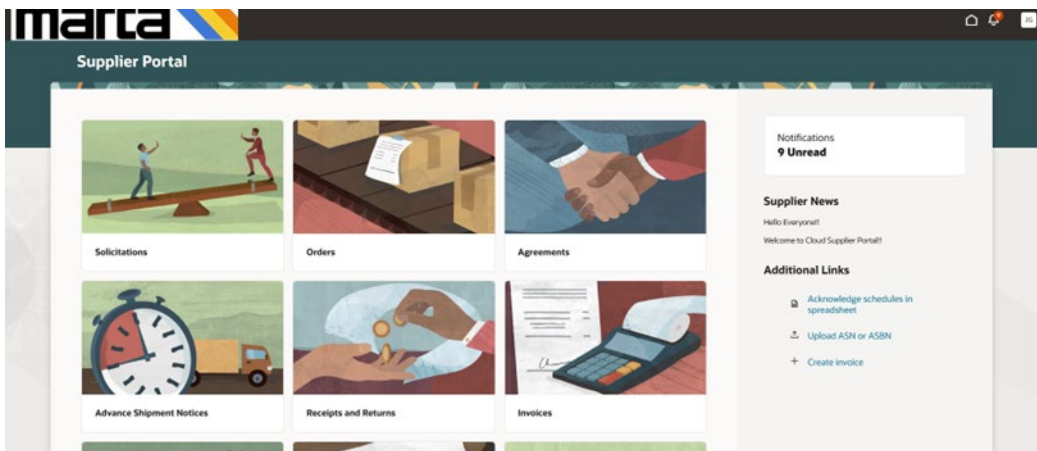 marta
JG
Supplier Portal
Solicitations
Orders
Agreements
Advance Shipment Notices
Receipts and Returns
Invoices
Notifications
9 Unread
Supplier News
Hello Everyone!!
Welcome to Cloud Supplier Portal!!
Additional Links
Acknowledge schedules in
spreadsheet
Upload ASN or ASBN
Create invoice